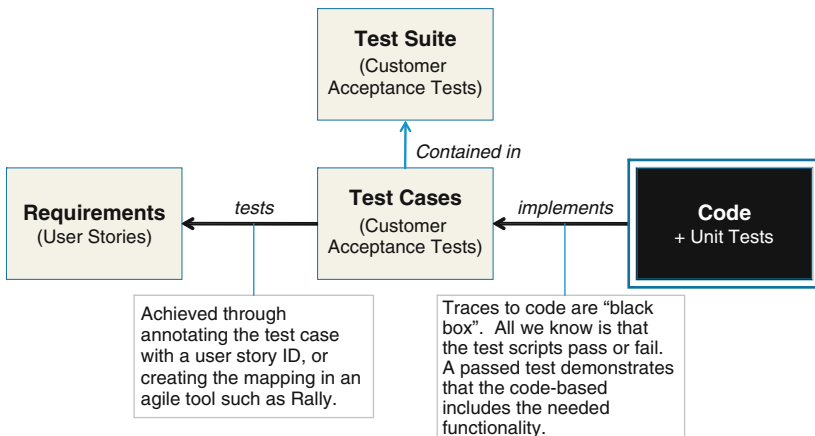 Test Suite
(Customer
Acceptance Tests)
Contained in
Requirements
(User Stories)
tests
Test Cases
(Customer
Acceptance Tests)
implements
Code
+ Unit Tests
Achieved through
annotating the test case
with a user story ID, or
creating the mapping in an
agile tool such as Rally.
Traces to code are “black
box”.  All we know is that
the test scripts pass or fail.
A passed test demonstrates
that the code-based
includes the needed
functionality.